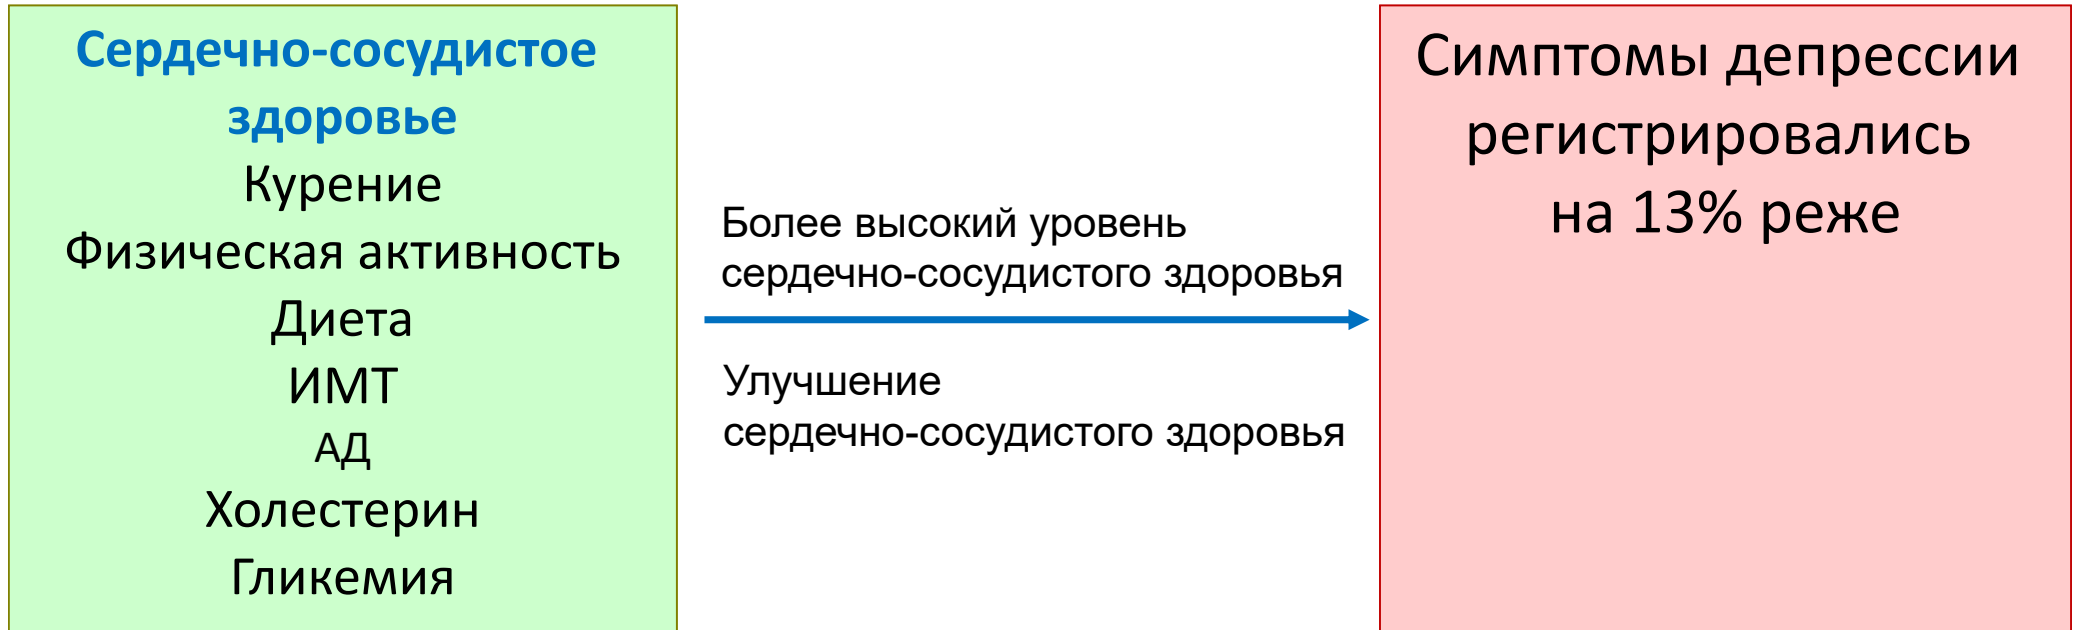 Сердечно-сосудистое
здоровье
Курение
Физическая активность
Диета
ИМТ
АД
Холестерин
Гликемия
Более высокий уровень
сердечно-сосудистого здоровья
Улучшение
сердечно-сосудистого здоровья
Симптомы депрессии
регистрировались
на 13% реже